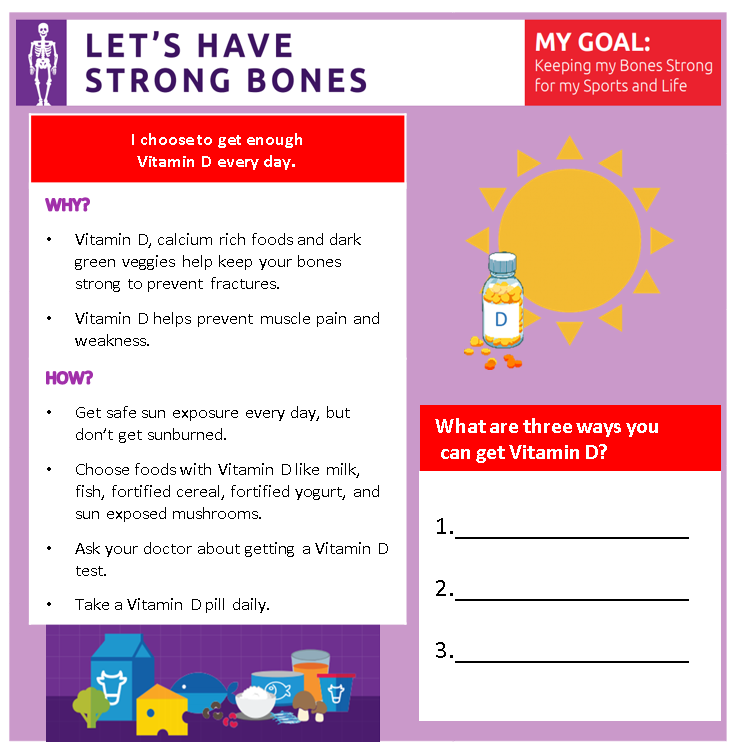 LET'S HAVE
STRONG BONES
MY GOAL:
Keeping my Bones Strong
for my Sports and Life
I choose to get enough
Vitamin D every day.
WHY?
• Vitamin D, calcium rich foods and dark
green veggies help keep your bones
strong to prevent fractures.
• Vitamin D helps prevent muscle pain and
weakness.
HOW?
• Get safe sun exposure every day, but
don't get sunburned.
• Choose foods with Vitamin D like milk,
fish, fortified cereal, fortified yogurt, and
sun exposed mushrooms.
• Ask your doctor about getting a Vitamin D
test.
• Take a Vitamin D pill daily.
D
What are three ways you
can get Vitamin D?
1.____________________
2.____________________
3.____________________